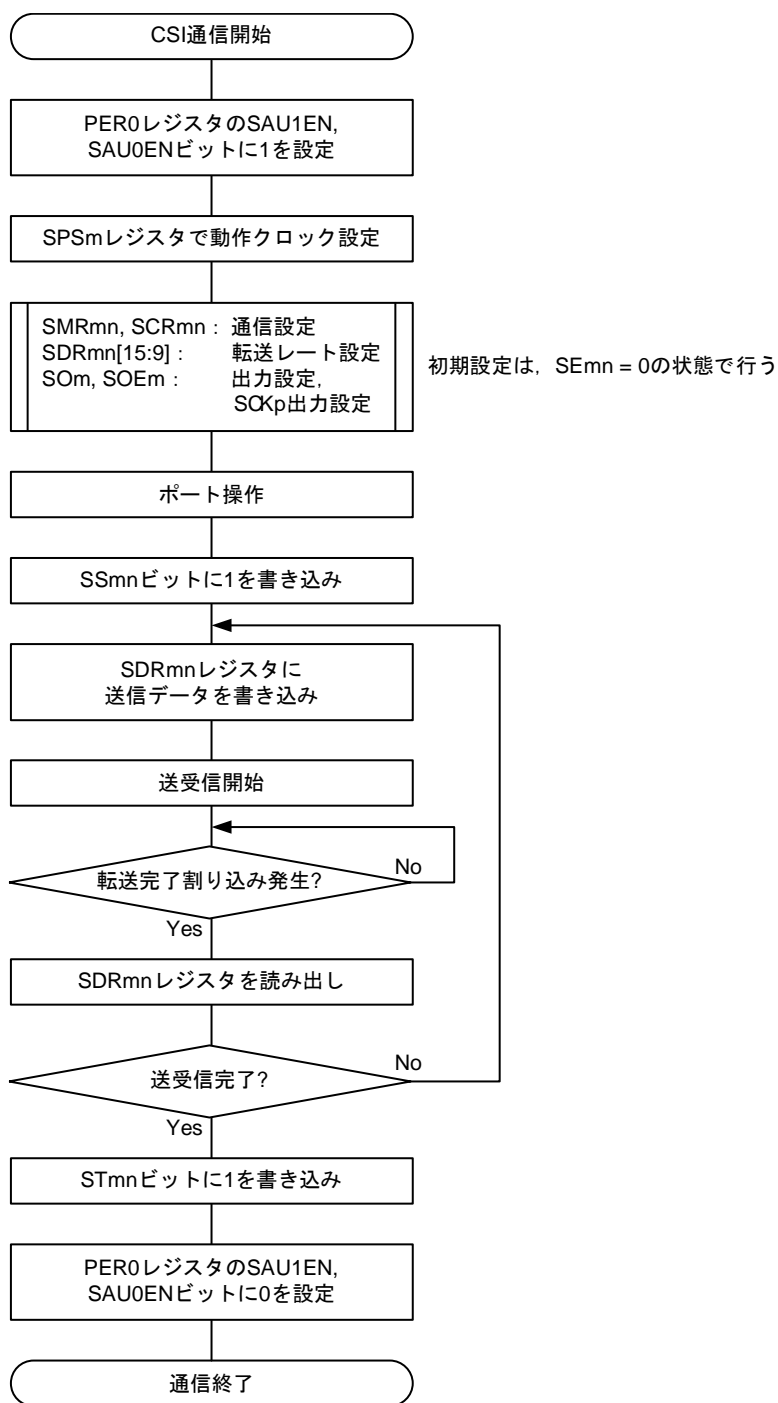 CSI通信開始
PER0レジスタのSAU1EN,
SAU0ENビットに1を設定
SPSmレジスタで動作クロック設定
SMRmn, SCRmn : 通信設定
SDRmn[15:9] : 転送レート設定
SOm, SOEm : 出力設定,
SCKp出力設定
初期設定は，SEmn = 0の状態で行う
ポート操作
SSmnビットに1を書き込み
SDRmnレジスタに
送信データを書き込み
送受信開始
転送完了割り込み発生?
No
Yes
SDRmnレジスタを読み出し
送受信完了?
No
Yes
STmnビットに1を書き込み
PER0レジスタのSAU1EN,
SAU0ENビットに0を設定
通信終了